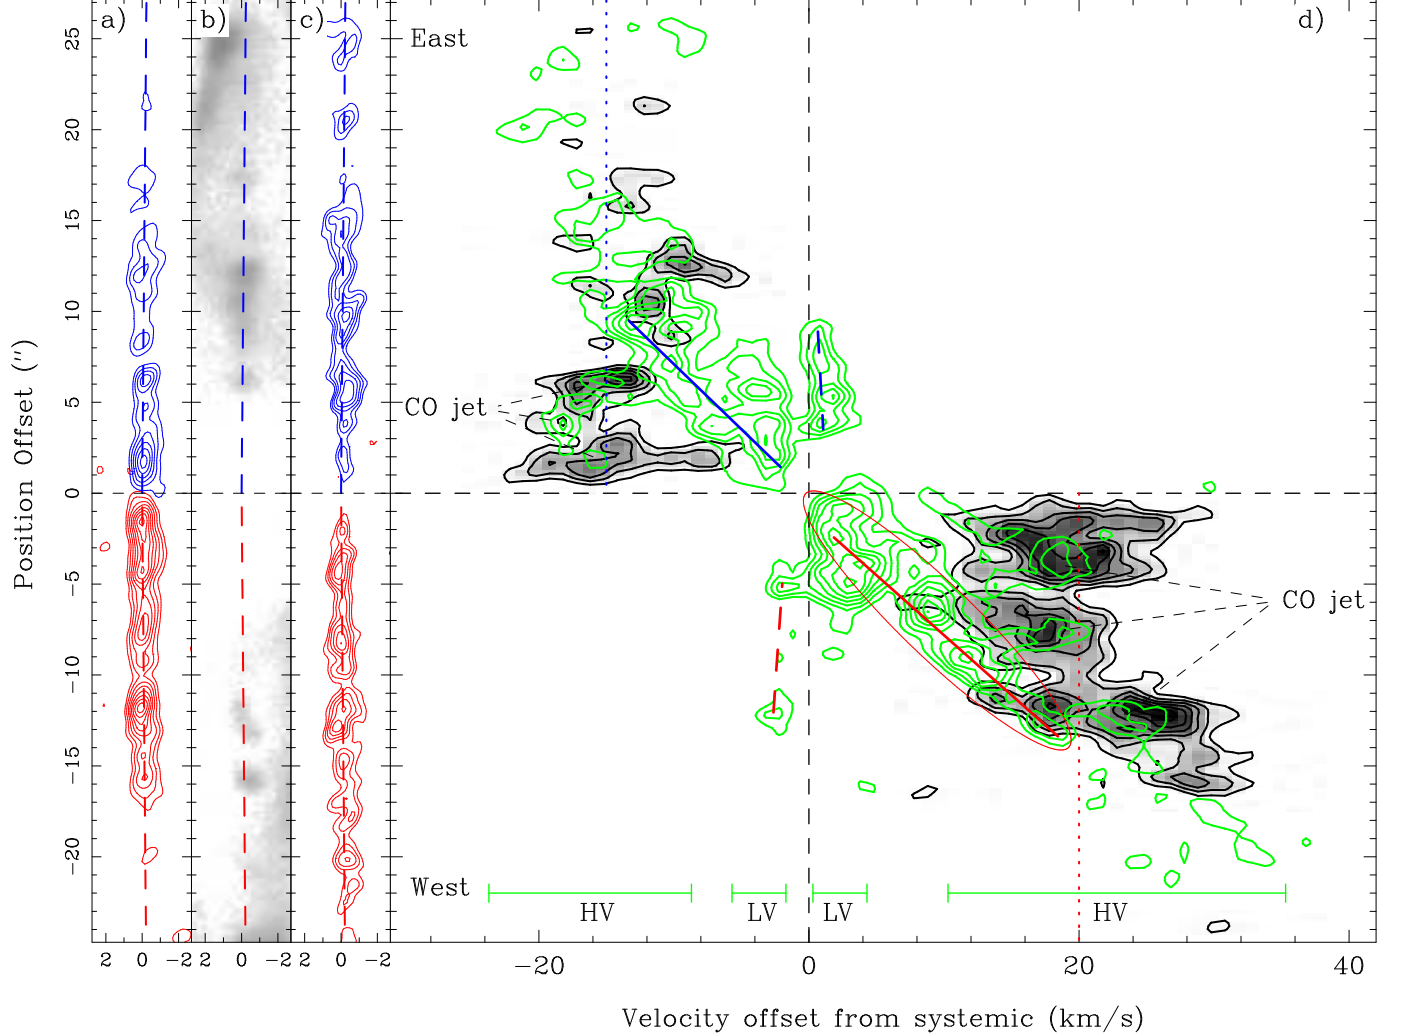 a)
b)
c)
d)
East
25
20
15
10
5
0
−5
−10
−15
−20
Position Offset (″)
CO jet
CO jet
West
HV
LV
LV
HV
2 0 −2
2 0 −2
2 0 −2
−20 0 20 40
Velocity offset from systemic (km/s)